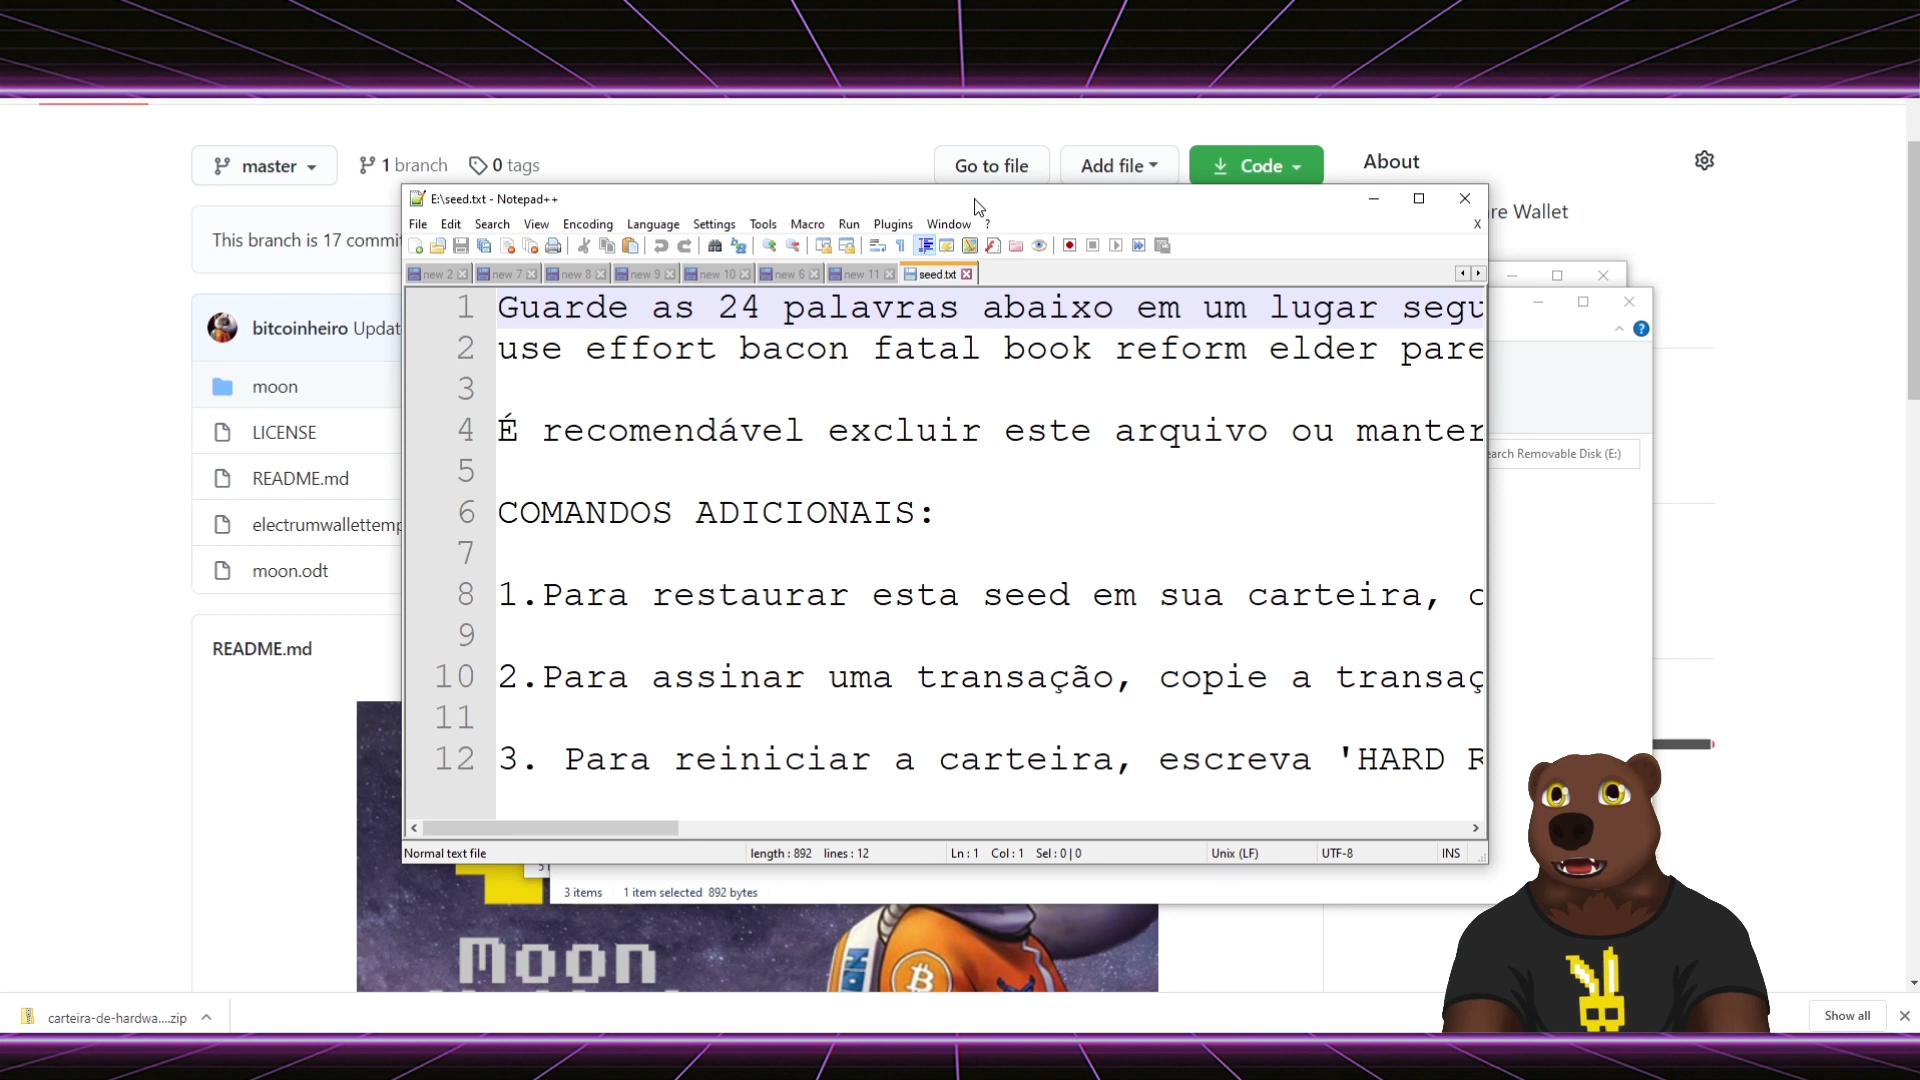 master
1 branch
0 tags
Go to file
Add file
Code
About
This branch is 17 commi
re Wallet
E:\seed.txt - Notepad++
File Edit Search View Encoding Language Settings Tools Macro Run Plugins Window ?
X
new 2 new 7 new 8 new 9 new 10 new 6 new 11 seed.txt
1 Guarde as 24 palavras abaixo em um lugar segu
2 use effort bacon fatal book reform elder pare
3
4 É recomendável excluir este arquivo ou manter
5
6 COMANDOS ADICIONAIS:
7
8 1.Para restaurar esta seed em sua carteira, c
9
10 2.Para assinar uma transação, copie a transaç
11
12 3. Para reiniciar a carteira, escreva 'HARD R
Normal text file
length : 892 lines : 12
Ln : 1 Col : 1 Sel : 0 | 0
Unix (LF)
UTF-8
INS
bitcoinheiro Updat
moon
LICENSE
README.md
electrumwallettemp
moon.odt
README.md
earch Removable Disk (E:)
3 items 1 item selected 892 bytes
Moon
carteira-de-hardwa....zip
Show all